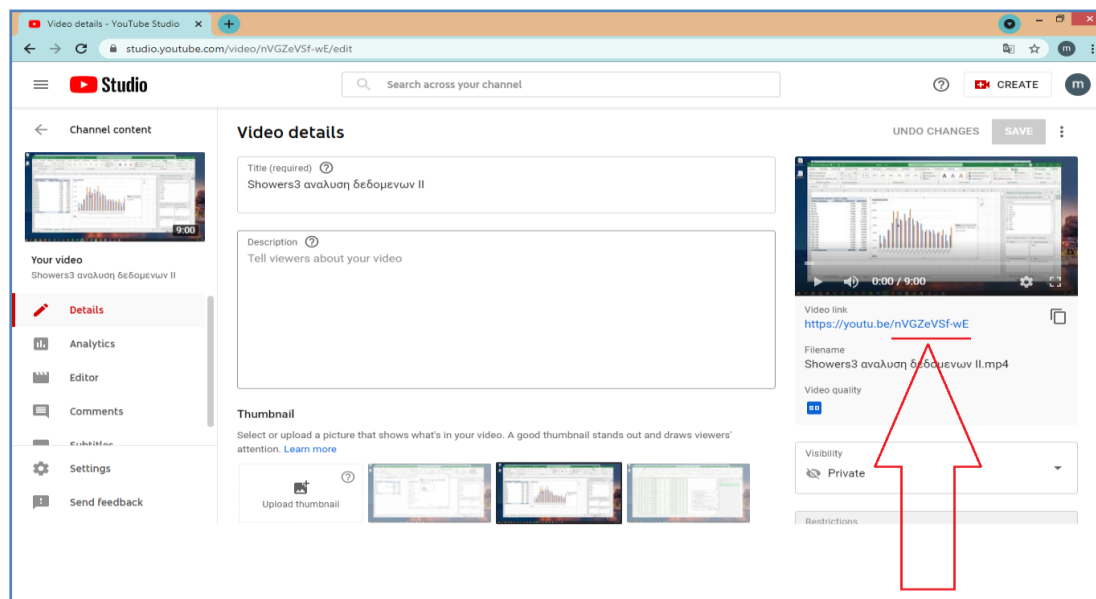 Video details - YouTube Studio
studio.youtube.com/video/nVGZeVSf-wE/edit
m
Studio
Search across your channel
CREATE
m
Channel content
9:00
Your video
Showers3 αναλυση δεδομενων II
Details
Analytics
Editor
Comments
Subtitles
Settings
Send feedback
Video details
UNDO CHANGES
SAVE
Title (required)
Showers3 αναλυση δεδομενων II
Description
Tell viewers about your video
Thumbnail
Select or upload a picture that shows what's in your video. A good thumbnail stands out and draws viewers'
attention. Learn more
Upload thumbnail
0:00 / 9:00
Video link
https://youtu.be/nVGZeVSf-wE
Filename
Showers3 αναλυση δεδομενων II.mp4
Video quality
SD
Visibility
Private
Restrictions